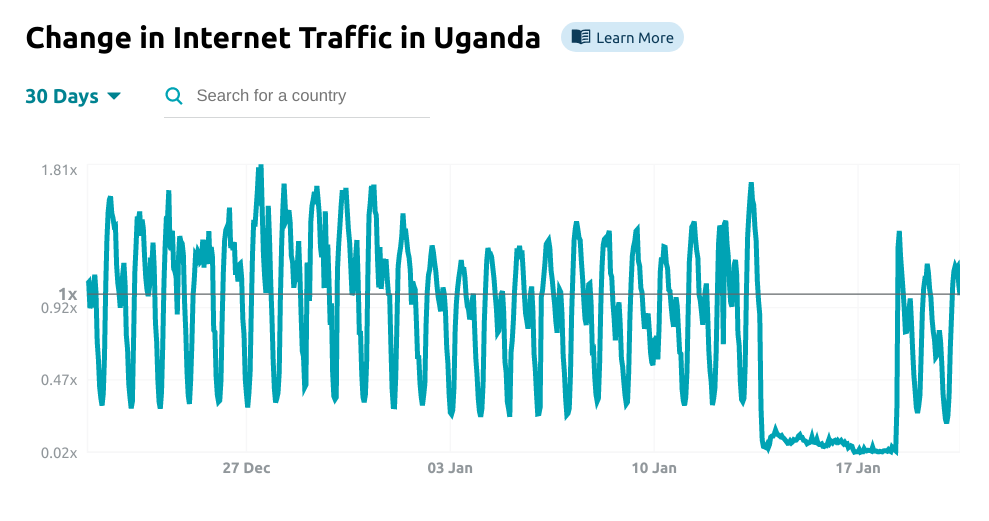 Change in Internet Traffic in Uganda
Learn More
30 Days
Search for a country
1.81x
1x
0.92x
0.47x
0.02x
27 Dec 03 Jan 10 Jan 17 Jan